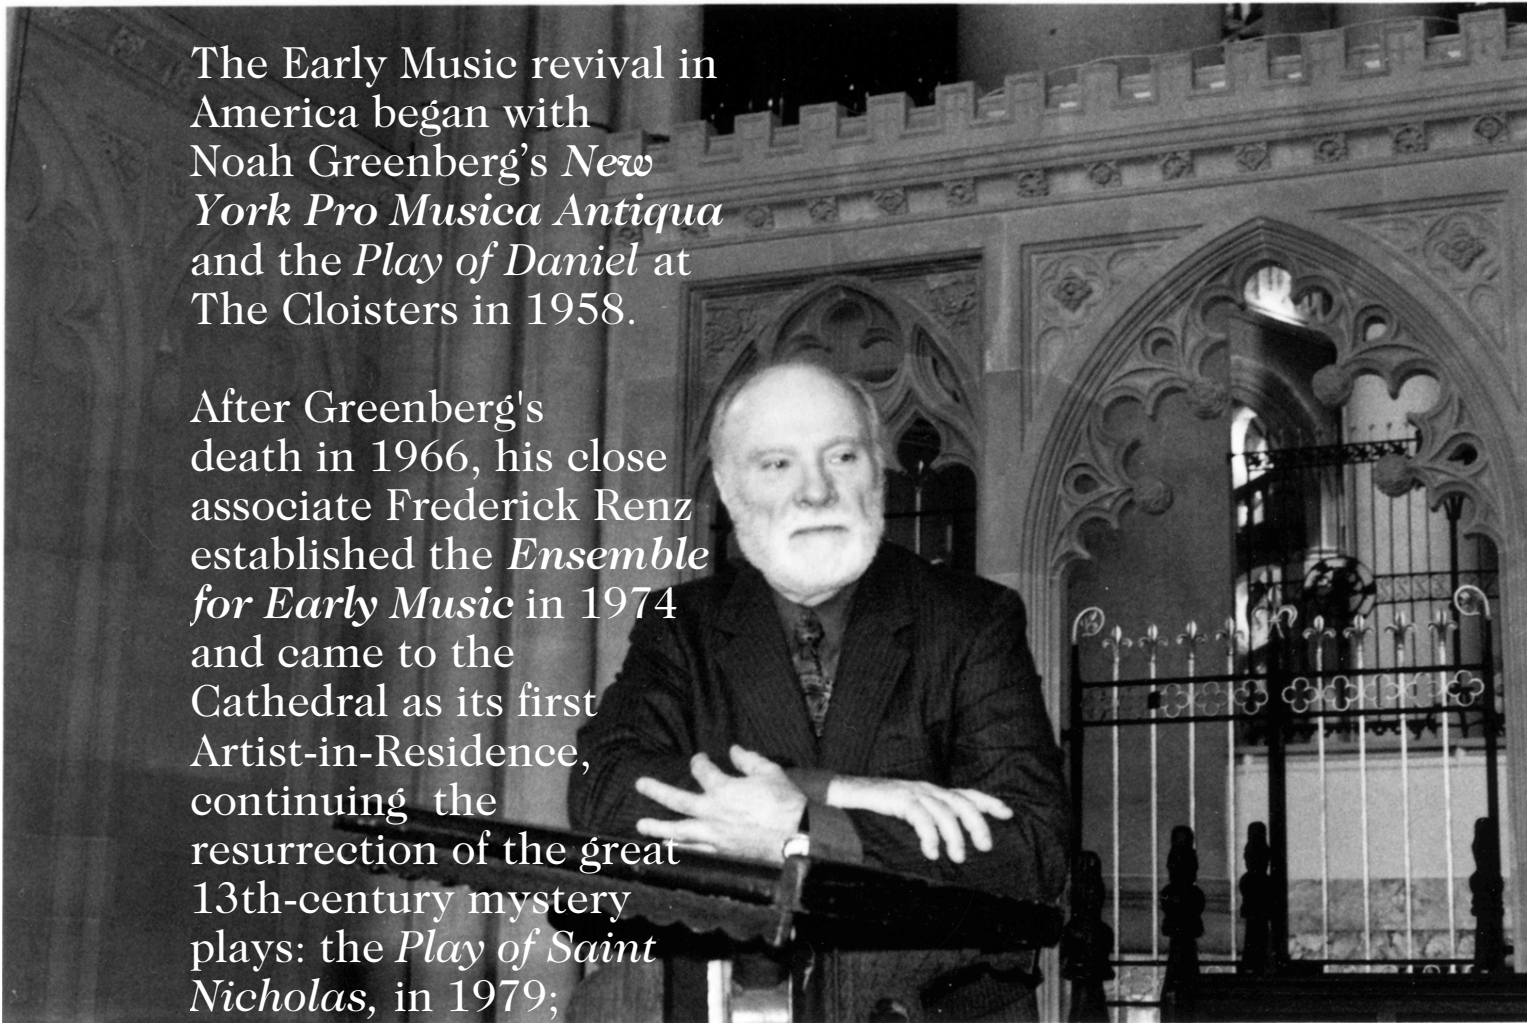 The Early Music revival in
America began with
Noah Greenberg’s New
York Pro Musica Antiqua
and the Play of Daniel at
The Cloisters in 1958.
After Greenberg's
death in 1966, his close
associate Frederick Renz
established the Ensemble
for Early Music in 1974
and came to the
Cathedral as its first
Artist-in-Residence,
continuing  the
resurrection of the great
13th-century mystery
plays: the Play of Saint
Nicholas, in 1979;